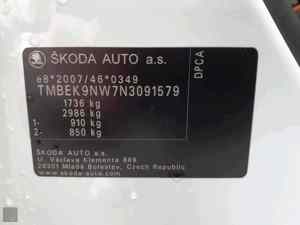 ŠKODA AUTO a.s.
e8*2007/46*0349
TMBEK9NW7N3091579
1736 kg
2986 kg
1- 910 kg
2- 850 kg
DPCA
ŠKODA AUTO a.s.
U. Václava Klementa 869
29301 Mladá Boleslav, Czech Republic
www.skoda-auto.com